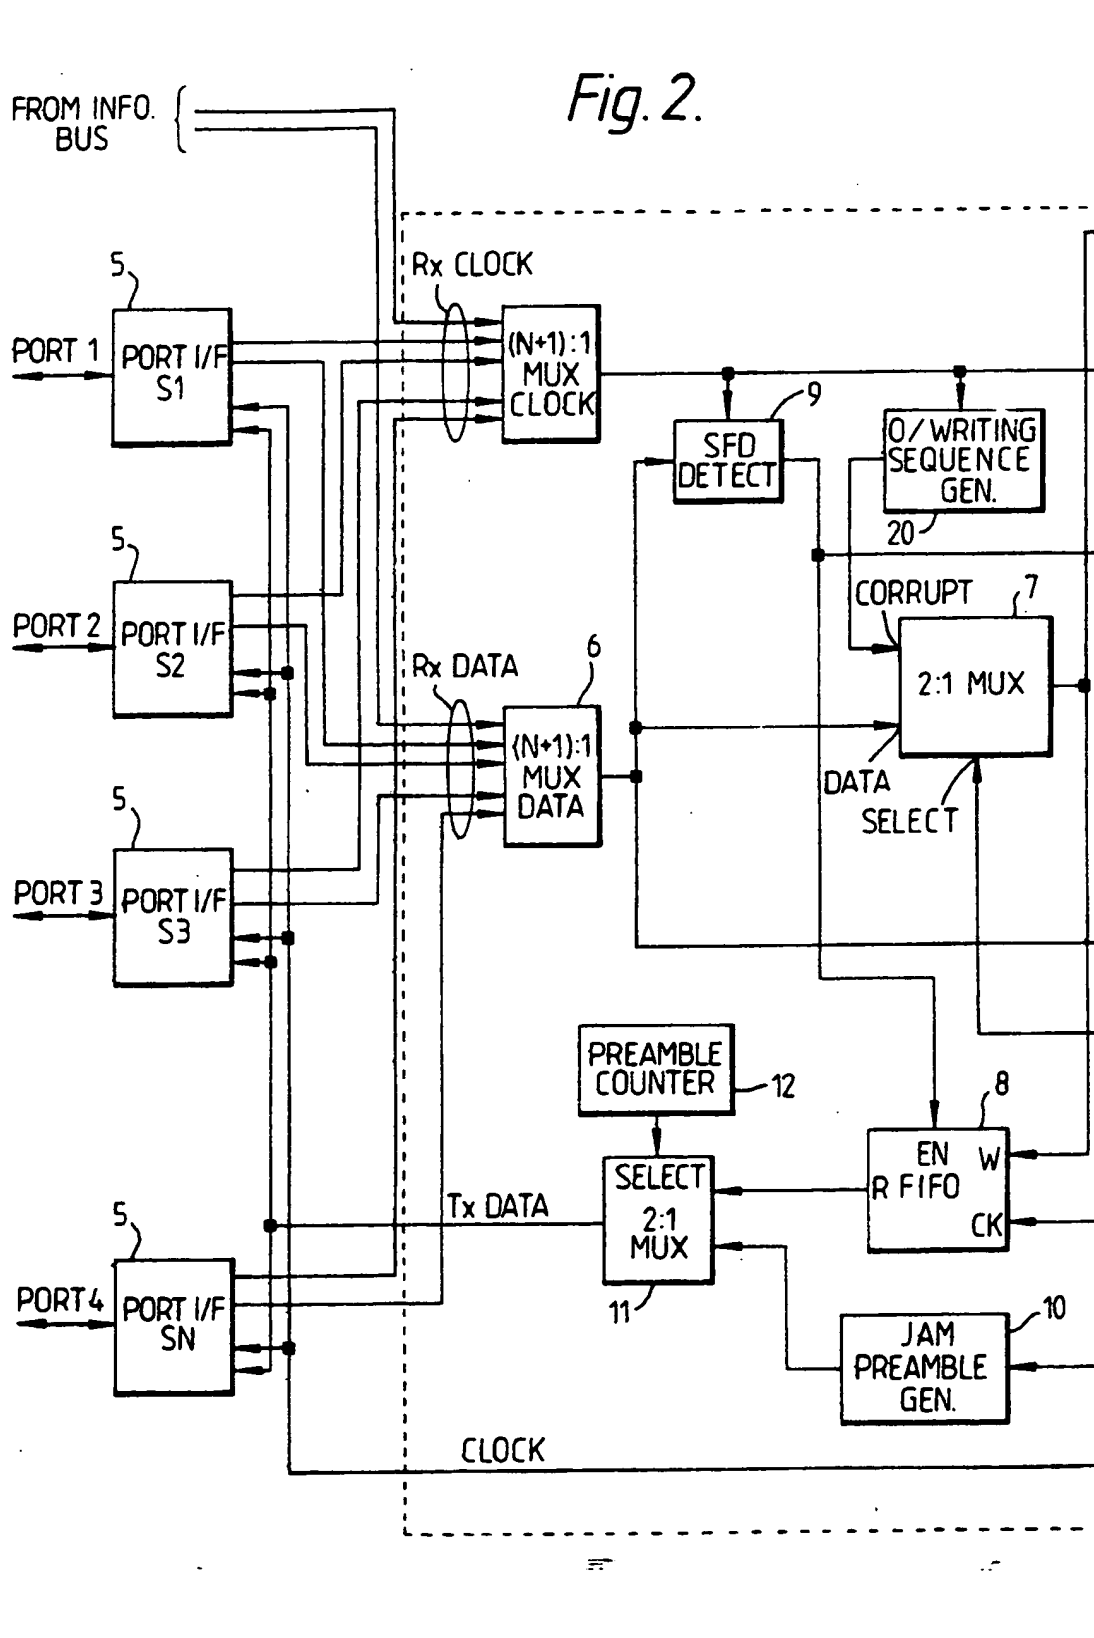 Fig. 2.
FROM INFO.
BUS
Rx CLOCK
5
PORT 1
PORT I/F
S1
(N+1):1
MUX
CLOCK
9
SFD
DETECT
O/WRITING
SEQUENCE
GEN.
20
5
PORT 2
PORT I/F
S2
CORRUPT
7
2:1 MUX
DATA
SELECT
Rx DATA
6
(N+1):1
MUX
DATA
5
PORT 3
PORT I/F
S3
PREAMBLE
COUNTER
12
8
EN
W
R FIFO
CK
SELECT
2:1
MUX
11
Tx DATA
5
PORT 4
PORT I/F
SN
10
JAM
PREAMBLE
GEN.
CLOCK